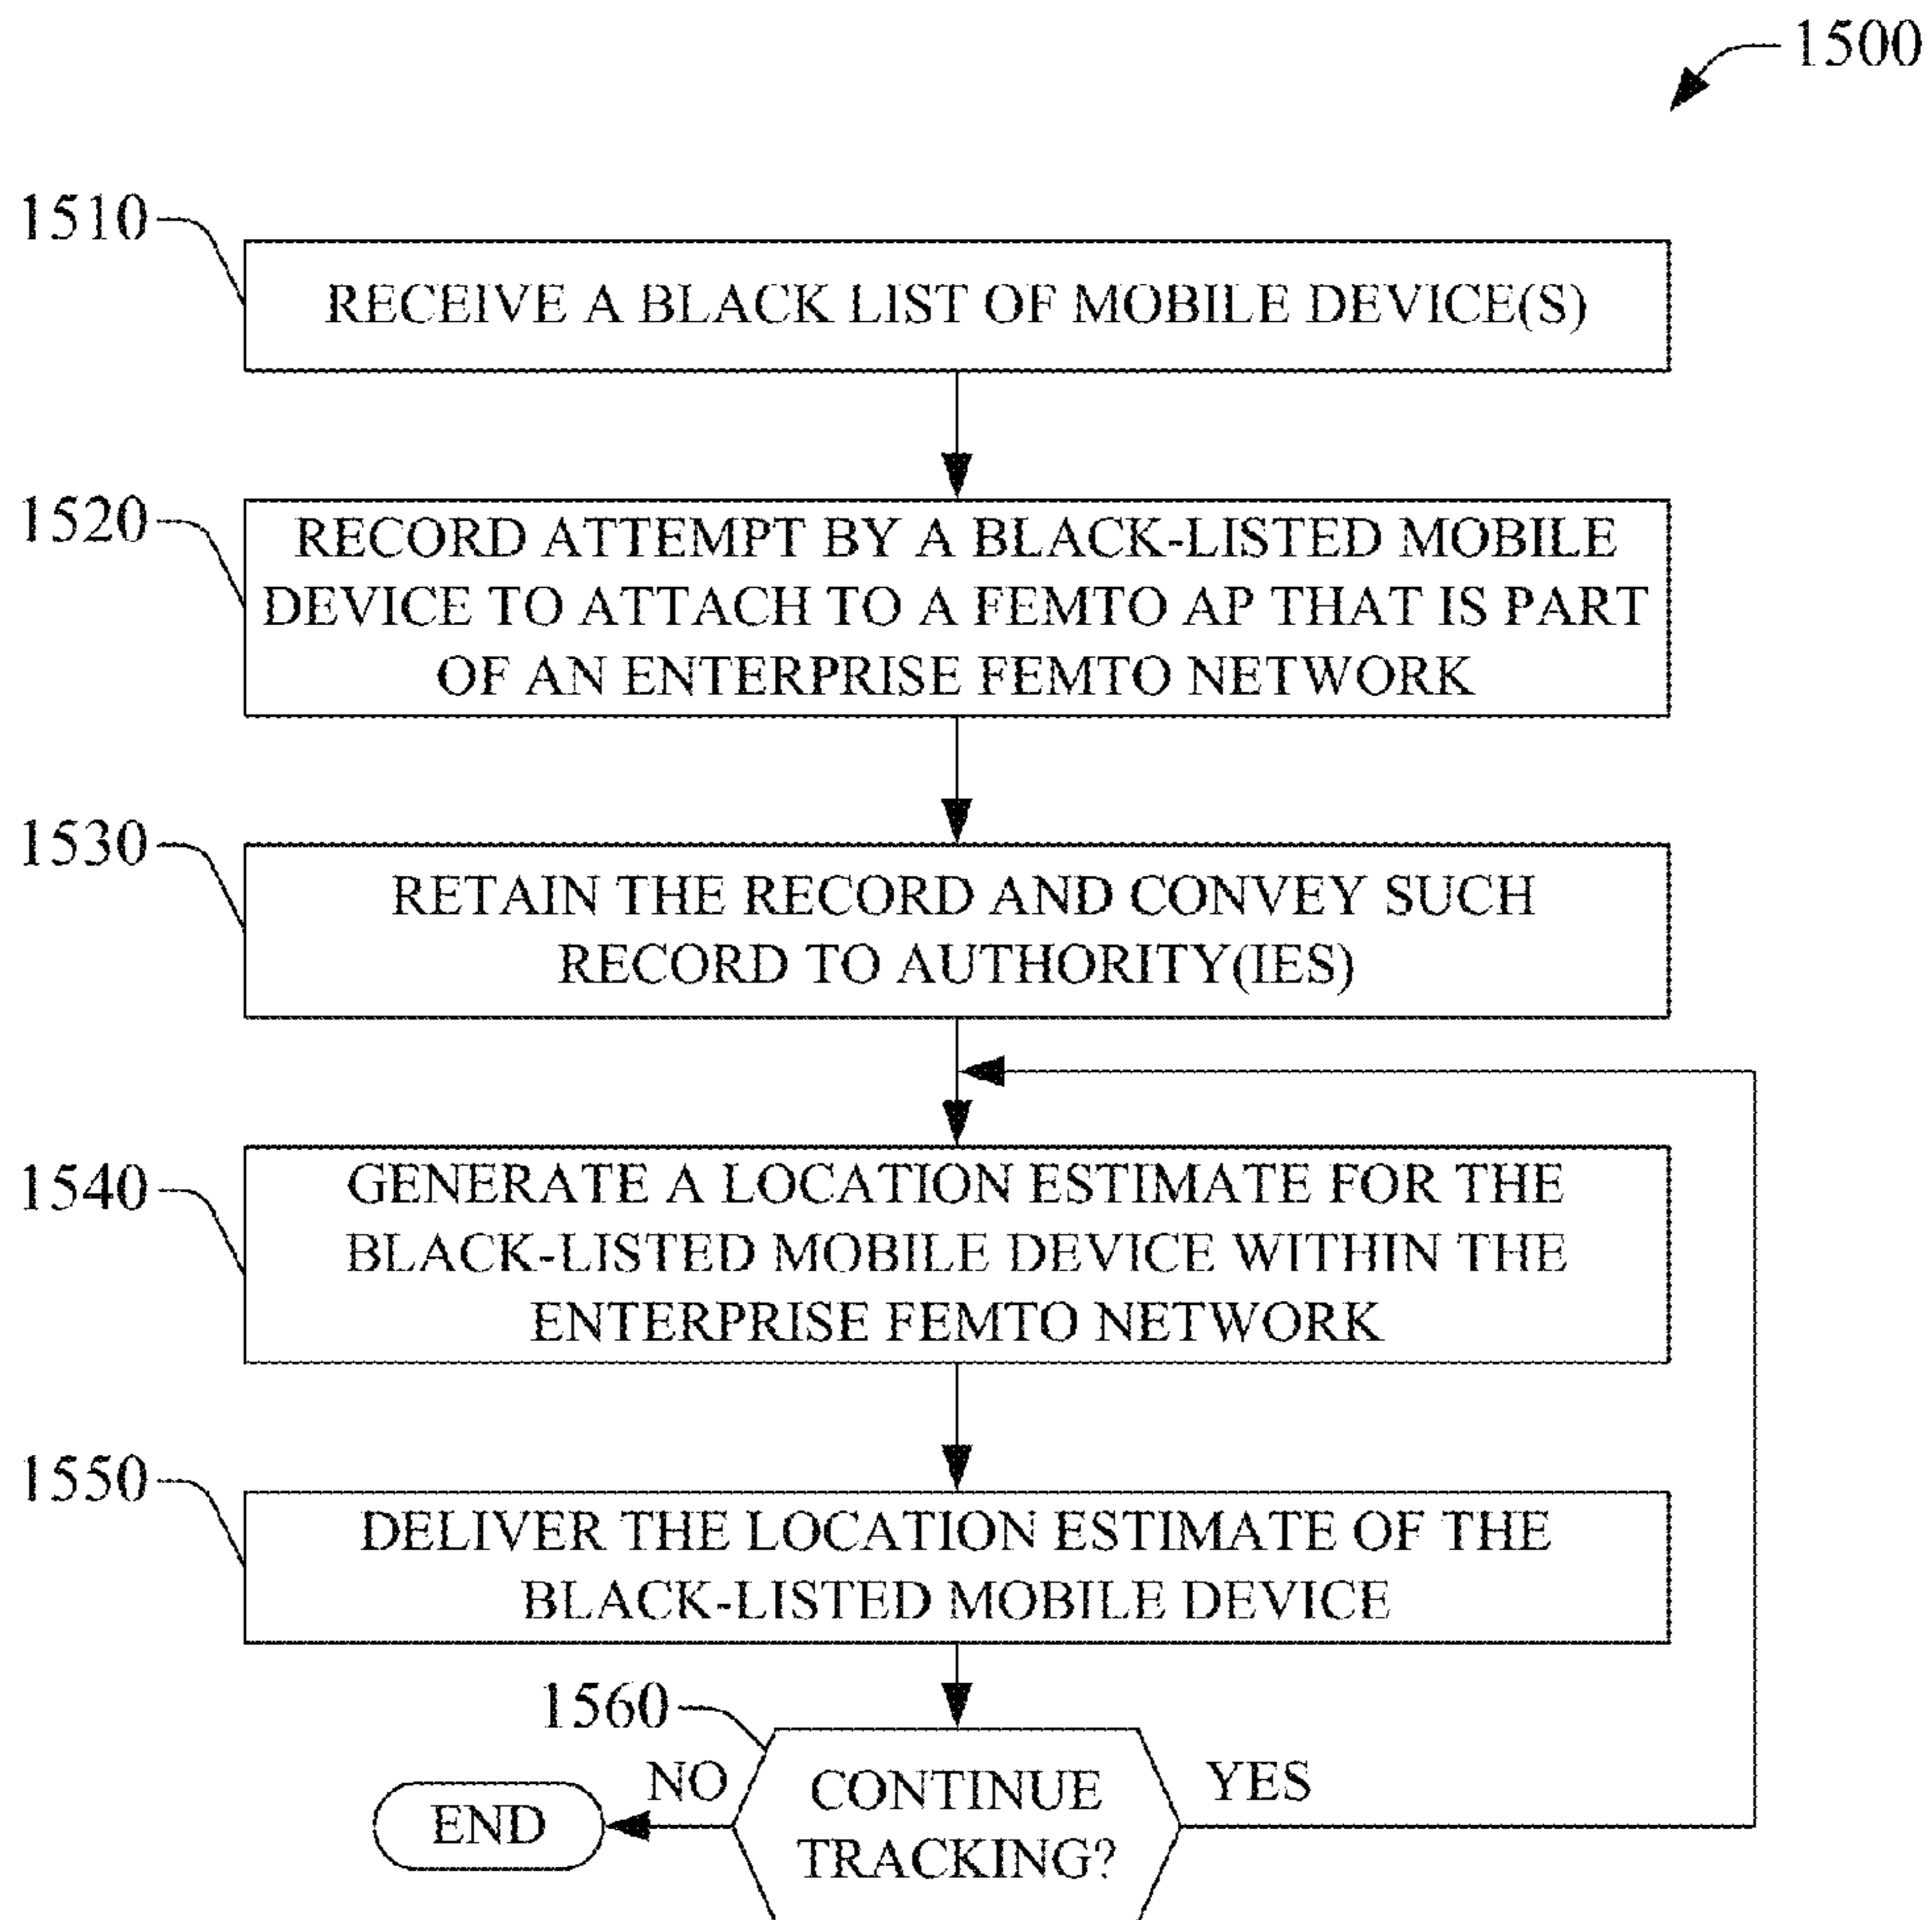 1500
1510
RECEIVE A BLACK LIST OF MOBILE DEVICE(S)
1520
RECORD ATTEMPT BY A BLACK-LISTED MOBILE
DEVICE TO ATTACH TO A FEMTO AP THAT IS PART
OF AN ENTERPRISE FEMTO NETWORK
1530
RETAIN THE RECORD AND CONVEY SUCH
RECORD TO AUTHORITY(IES)
1540
GENERATE A LOCATION ESTIMATE FOR THE
BLACK-LISTED MOBILE DEVICE WITHIN THE
ENTERPRISE FEMTO NETWORK
1550
DELIVER THE LOCATION ESTIMATE OF THE
BLACK-LISTED MOBILE DEVICE
1560
NO
YES
CONTINUE
TRACKING?
END